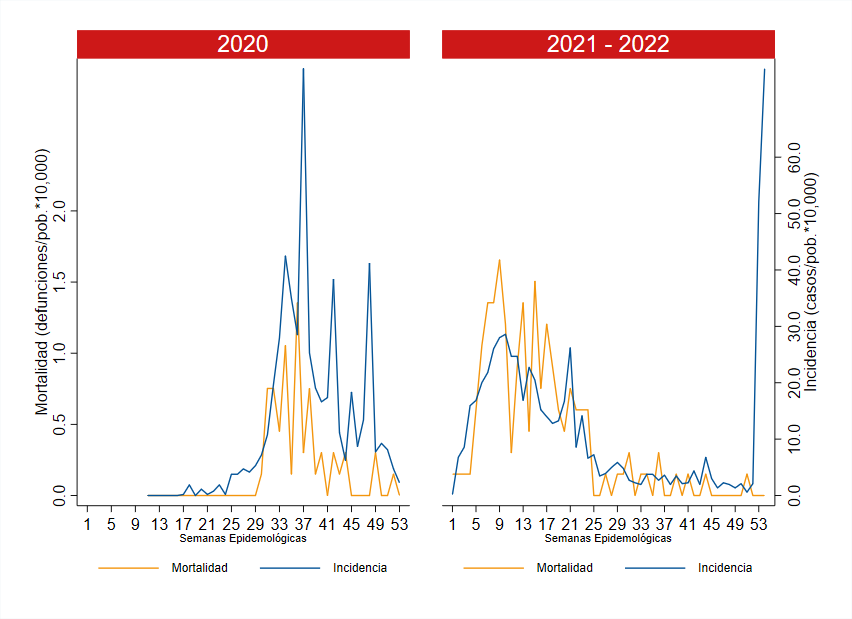 2020
2021 - 2022
Mortalidad (defunciones/pob.*10,000)
0.0 0.5 1.0 1.5 2.0
1 5 9 13 17 21 25 29 33 37 41 45 49 53
Semanas Epidemológicas
Mortalidad Incidencia
1 5 9 13 17 21 25 29 33 37 41 45 49 53
Semanas Epidemológicas
Mortalidad Incidencia
0.0 10.0 20.0 30.0 40.0 50.0 60.0
Incidencia (casos/pob.*10,000)